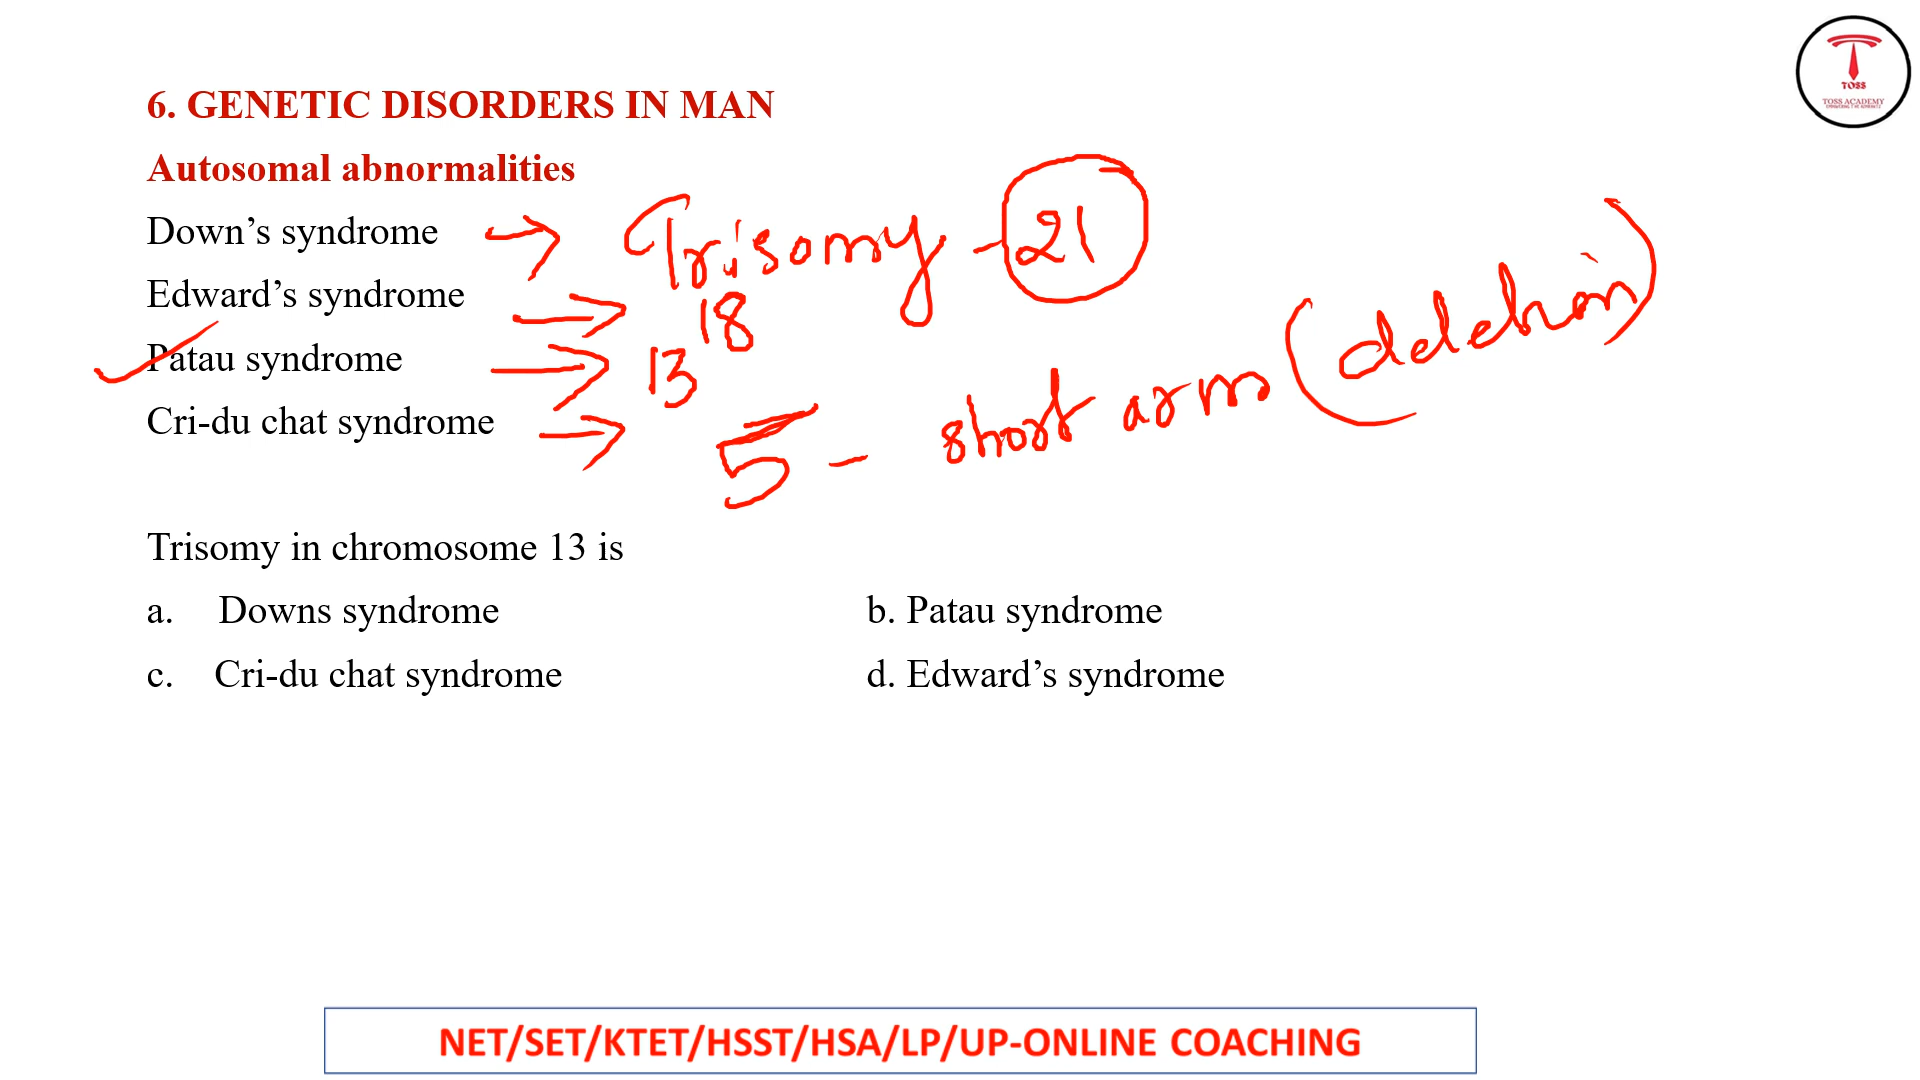 TOSS
TOSS ACADEMY
6. GENETIC DISORDERS IN MAN
Autosomal abnormalities
Down’s syndrome → Trisomy - 21
Edward’s syndrome → 18
Patau syndrome → 13
Cri-du chat syndrome → 5 - short arm (deletion)
Trisomy in chromosome 13 is
a. Downs syndrome b. Patau syndrome
c. Cri-du chat syndrome d. Edward’s syndrome
NET/SET/KTET/HSST/HSA/LP/UP-ONLINE COACHING